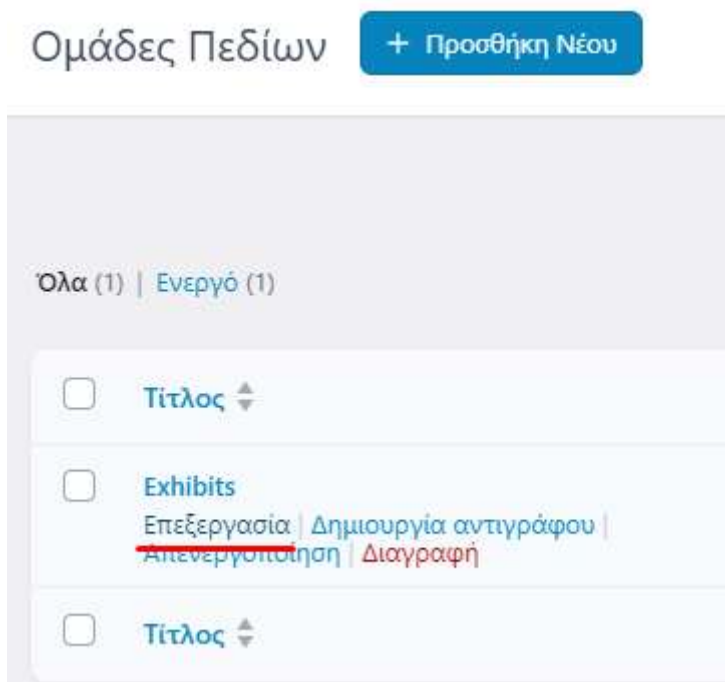 Ομάδες Πεδίων + Προσθήκη Νέου
Όλα (1) | Ενεργό (1)
Τίτλος
Exhibits
Επεξεργασία | Δημιουργία αντιγράφου |
Απενεργοποίηση | Διαγραφή
Τίτλος